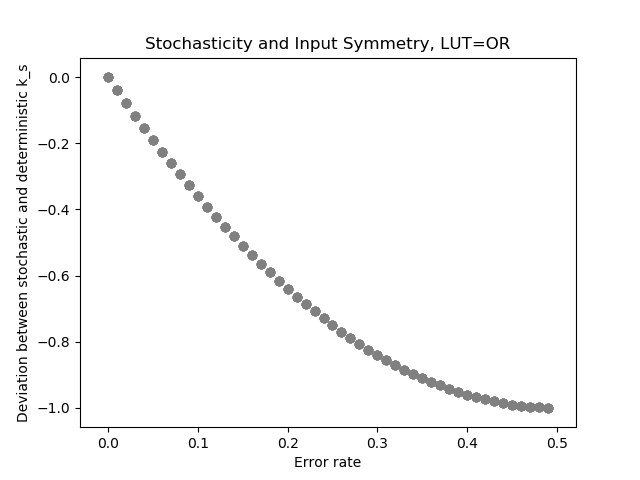 Stochasticity and Input Symmetry, LUT=OR
Deviation between stochastic and deterministic k_s
0.0
−0.2
−0.4
−0.6
−0.8
−1.0
0.0 0.1 0.2 0.3 0.4 0.5
Error rate